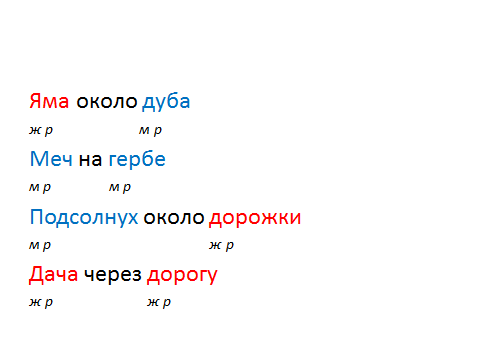 Яма около дуба
ж р м р
Меч на гербе
м р м р
Подсолнух около дорожки
м р ж р
Дача через дорогу
ж р ж р